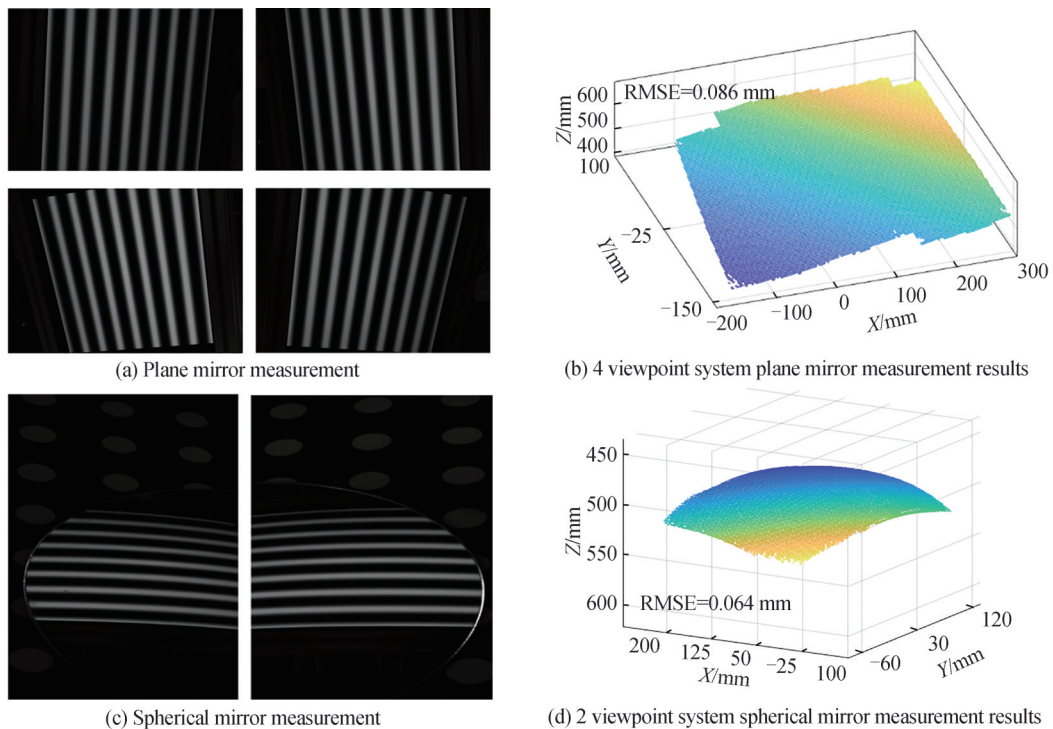 RMSE=0.086 mm
Z/mm
600
500
400
100
−25
−150
Y/mm
−200
−100
0
100
200
300
X/mm
(a) Plane mirror measurement
(b) 4 viewpoint system plane mirror measurement results
450
500
550
600
Z/mm
RMSE=0.064 mm
200
125
50
−25
100
X/mm
−60
30
120
Y/mm
(c) Spherical mirror measurement
(d) 2 viewpoint system spherical mirror measurement results